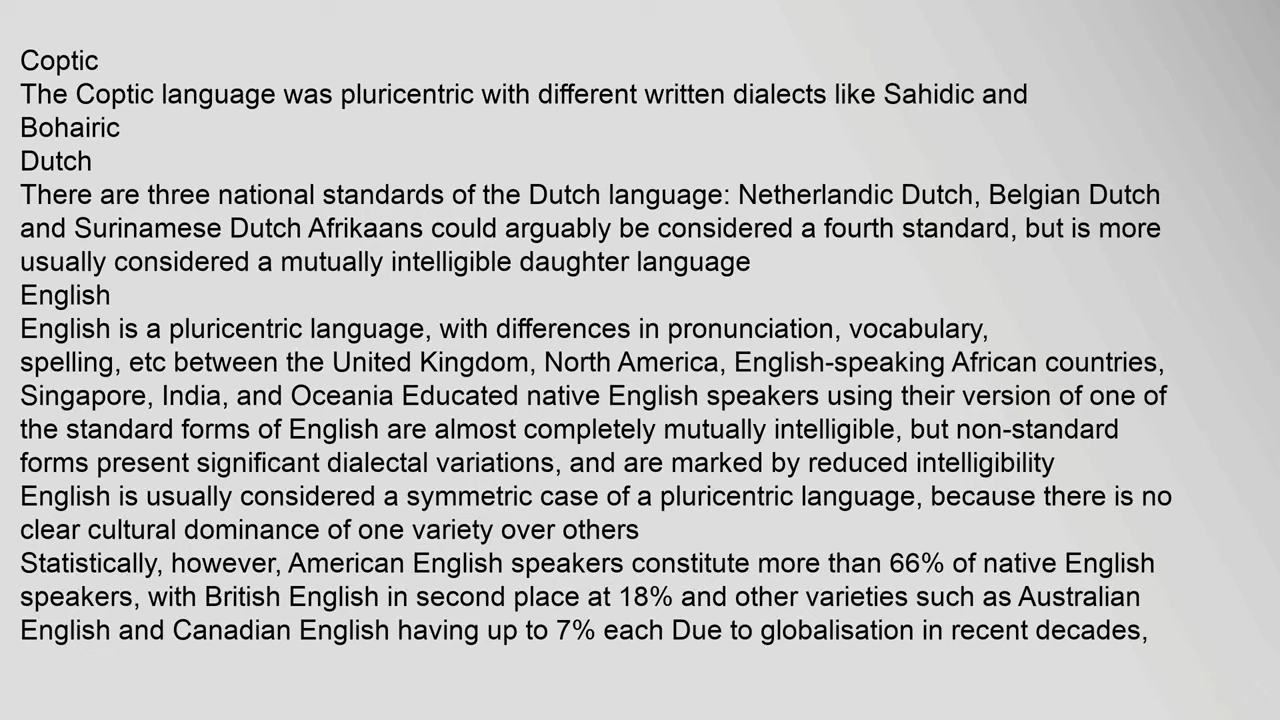 Coptic
The Coptic language was pluricentric with different written dialects like Sahidic and
Bohairic
Dutch
There are three national standards of the Dutch language: Netherlandic Dutch, Belgian Dutch
and Surinamese Dutch Afrikaans could arguably be considered a fourth standard, but is more
usually considered a mutually intelligible daughter language
English
English is a pluricentric language, with differences in pronunciation, vocabulary,
spelling, etc between the United Kingdom, North America, English-speaking African countries,
Singapore, India, and Oceania Educated native English speakers using their version of one of
the standard forms of English are almost completely mutually intelligible, but non-standard
forms present significant dialectal variations, and are marked by reduced intelligibility
English is usually considered a symmetric case of a pluricentric language, because there is no
clear cultural dominance of one variety over others
Statistically, however, American English speakers constitute more than 66% of native English
speakers, with British English in second place at 18% and other varieties such as Australian
English and Canadian English having up to 7% each Due to globalisation in recent decades,